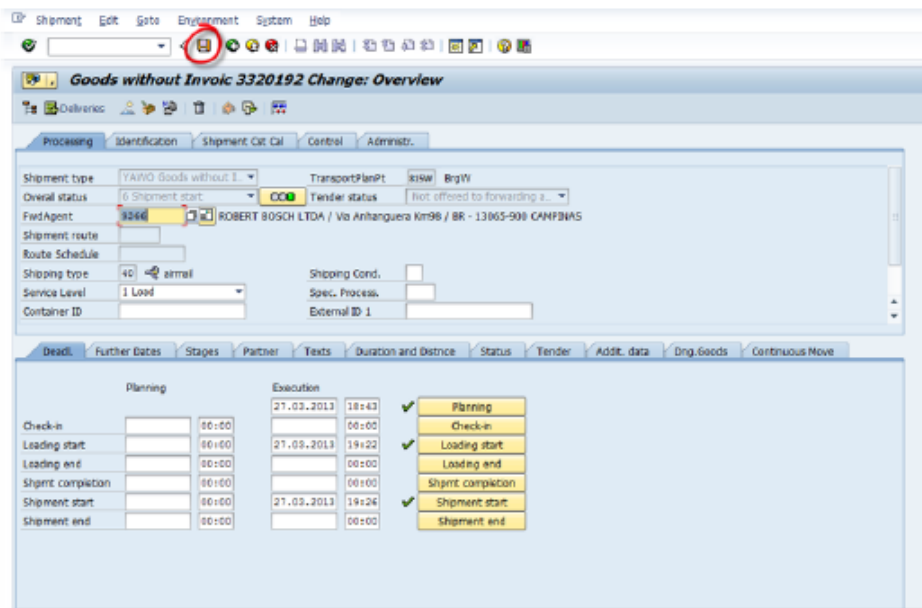 Shipment Edit Goto Environment System Help
Goods without Invoic 3320192 Change: Overview
Deliveries
Processing Identification Shipment Cst Cal Control Administr.
Shipment type YAWO Goods without I.. TransportPlanPt BrgW
Overal status 6 Shipment start Tender status Not offered to forwarding a..
FwdAgent ROBERT BOSCH LTDA / Via Anhanguera Km98 / BR - 13065-900 CAMPINAS
Shipment route
Route Schedule
Shipping type 40 airmail Shipping Cond.
Service Level 1 Load Spec. Process.
Container ID External ID 1
Deadl. Further Dates Stages Partner Texts Duration and Distnce Status Tender Addit. data Dng.Goods Continuous Move
Planning Execution
27.03.2013 18:43 Planning
Check-in 00:00 00:00 Check-in
Loading start 00:00 27.03.2013 19:22 Loading start
Loading end 00:00 00:00 Loading end
Shpmt completion 00:00 00:00 Shpmt completion
Shipment start 00:00 27.03.2013 19:26 Shipment start
Shipment end 00:00 00:00 Shipment end